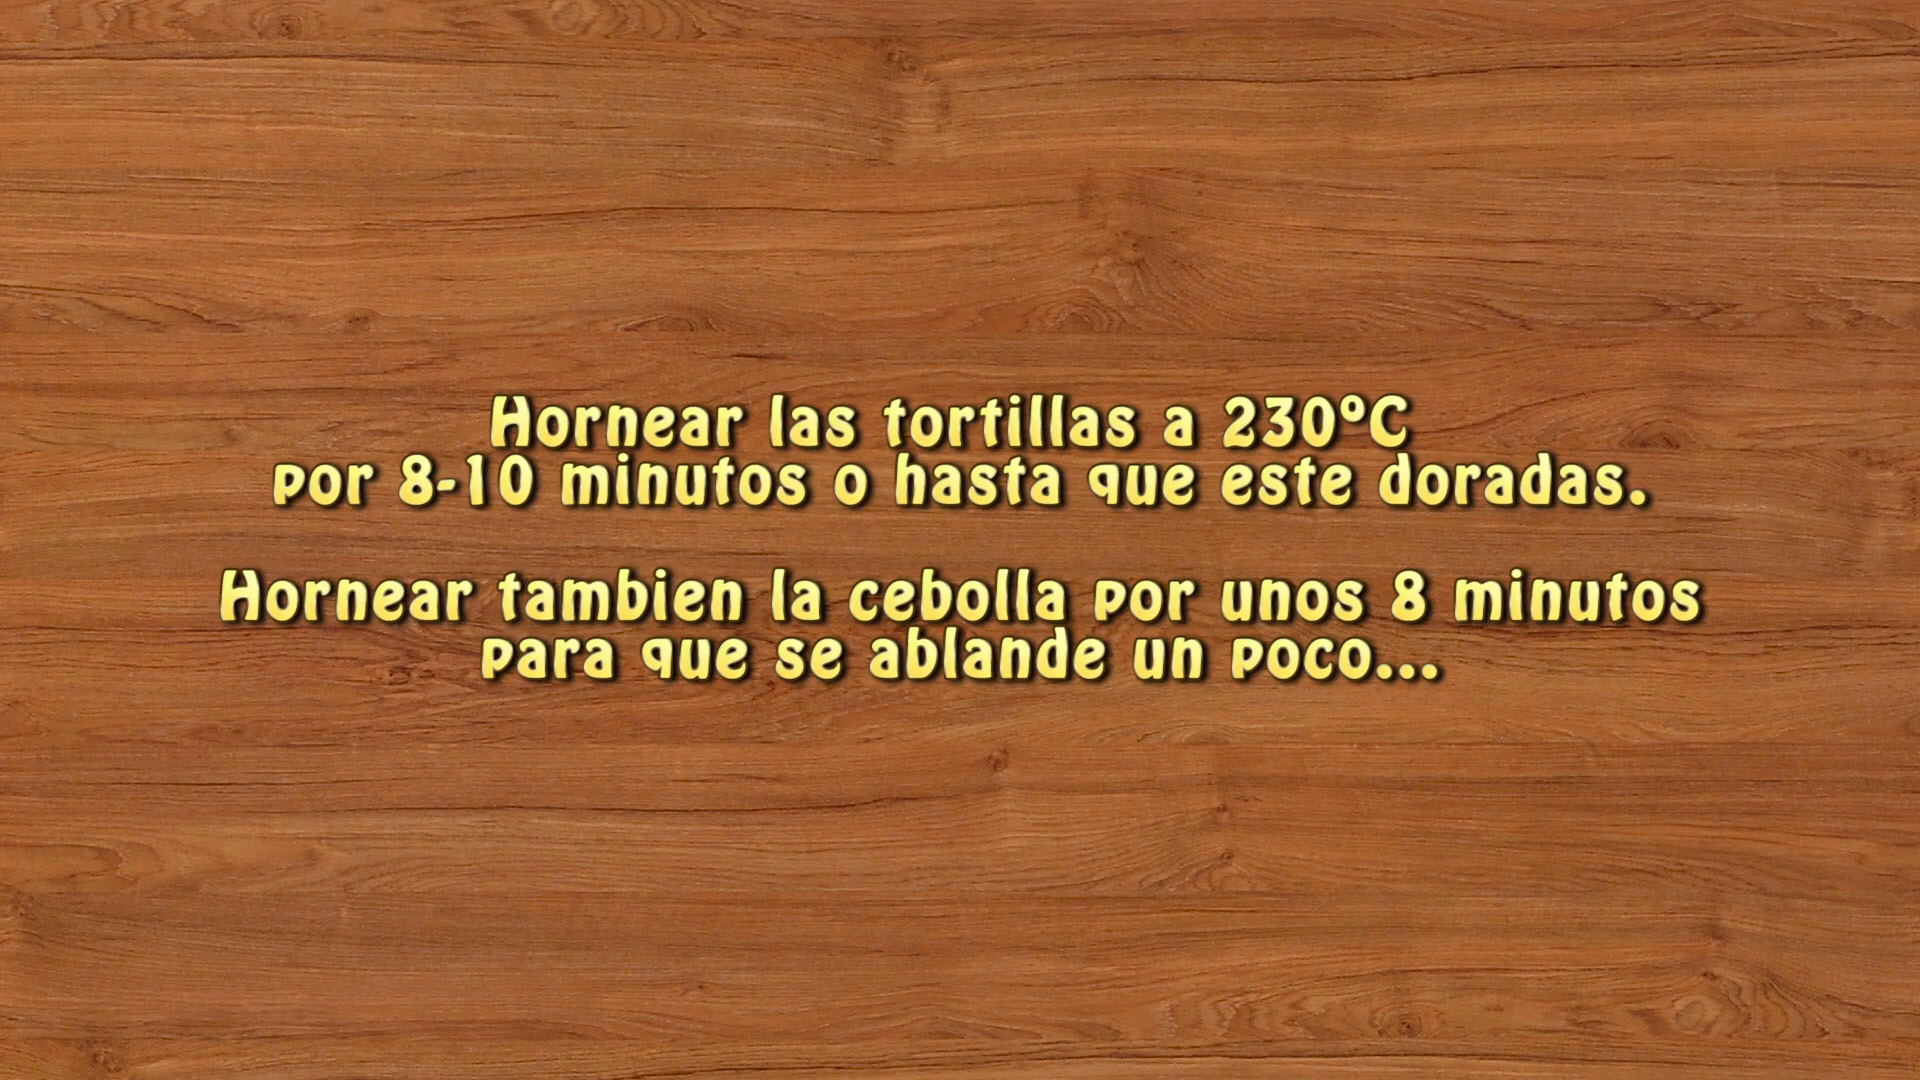 Hornear las tortillas a 230°C
por 8-10 minutos o hasta que este doradas.
Hornear tambien la cebolla por unos 8 minutos
para que se ablande un poco...